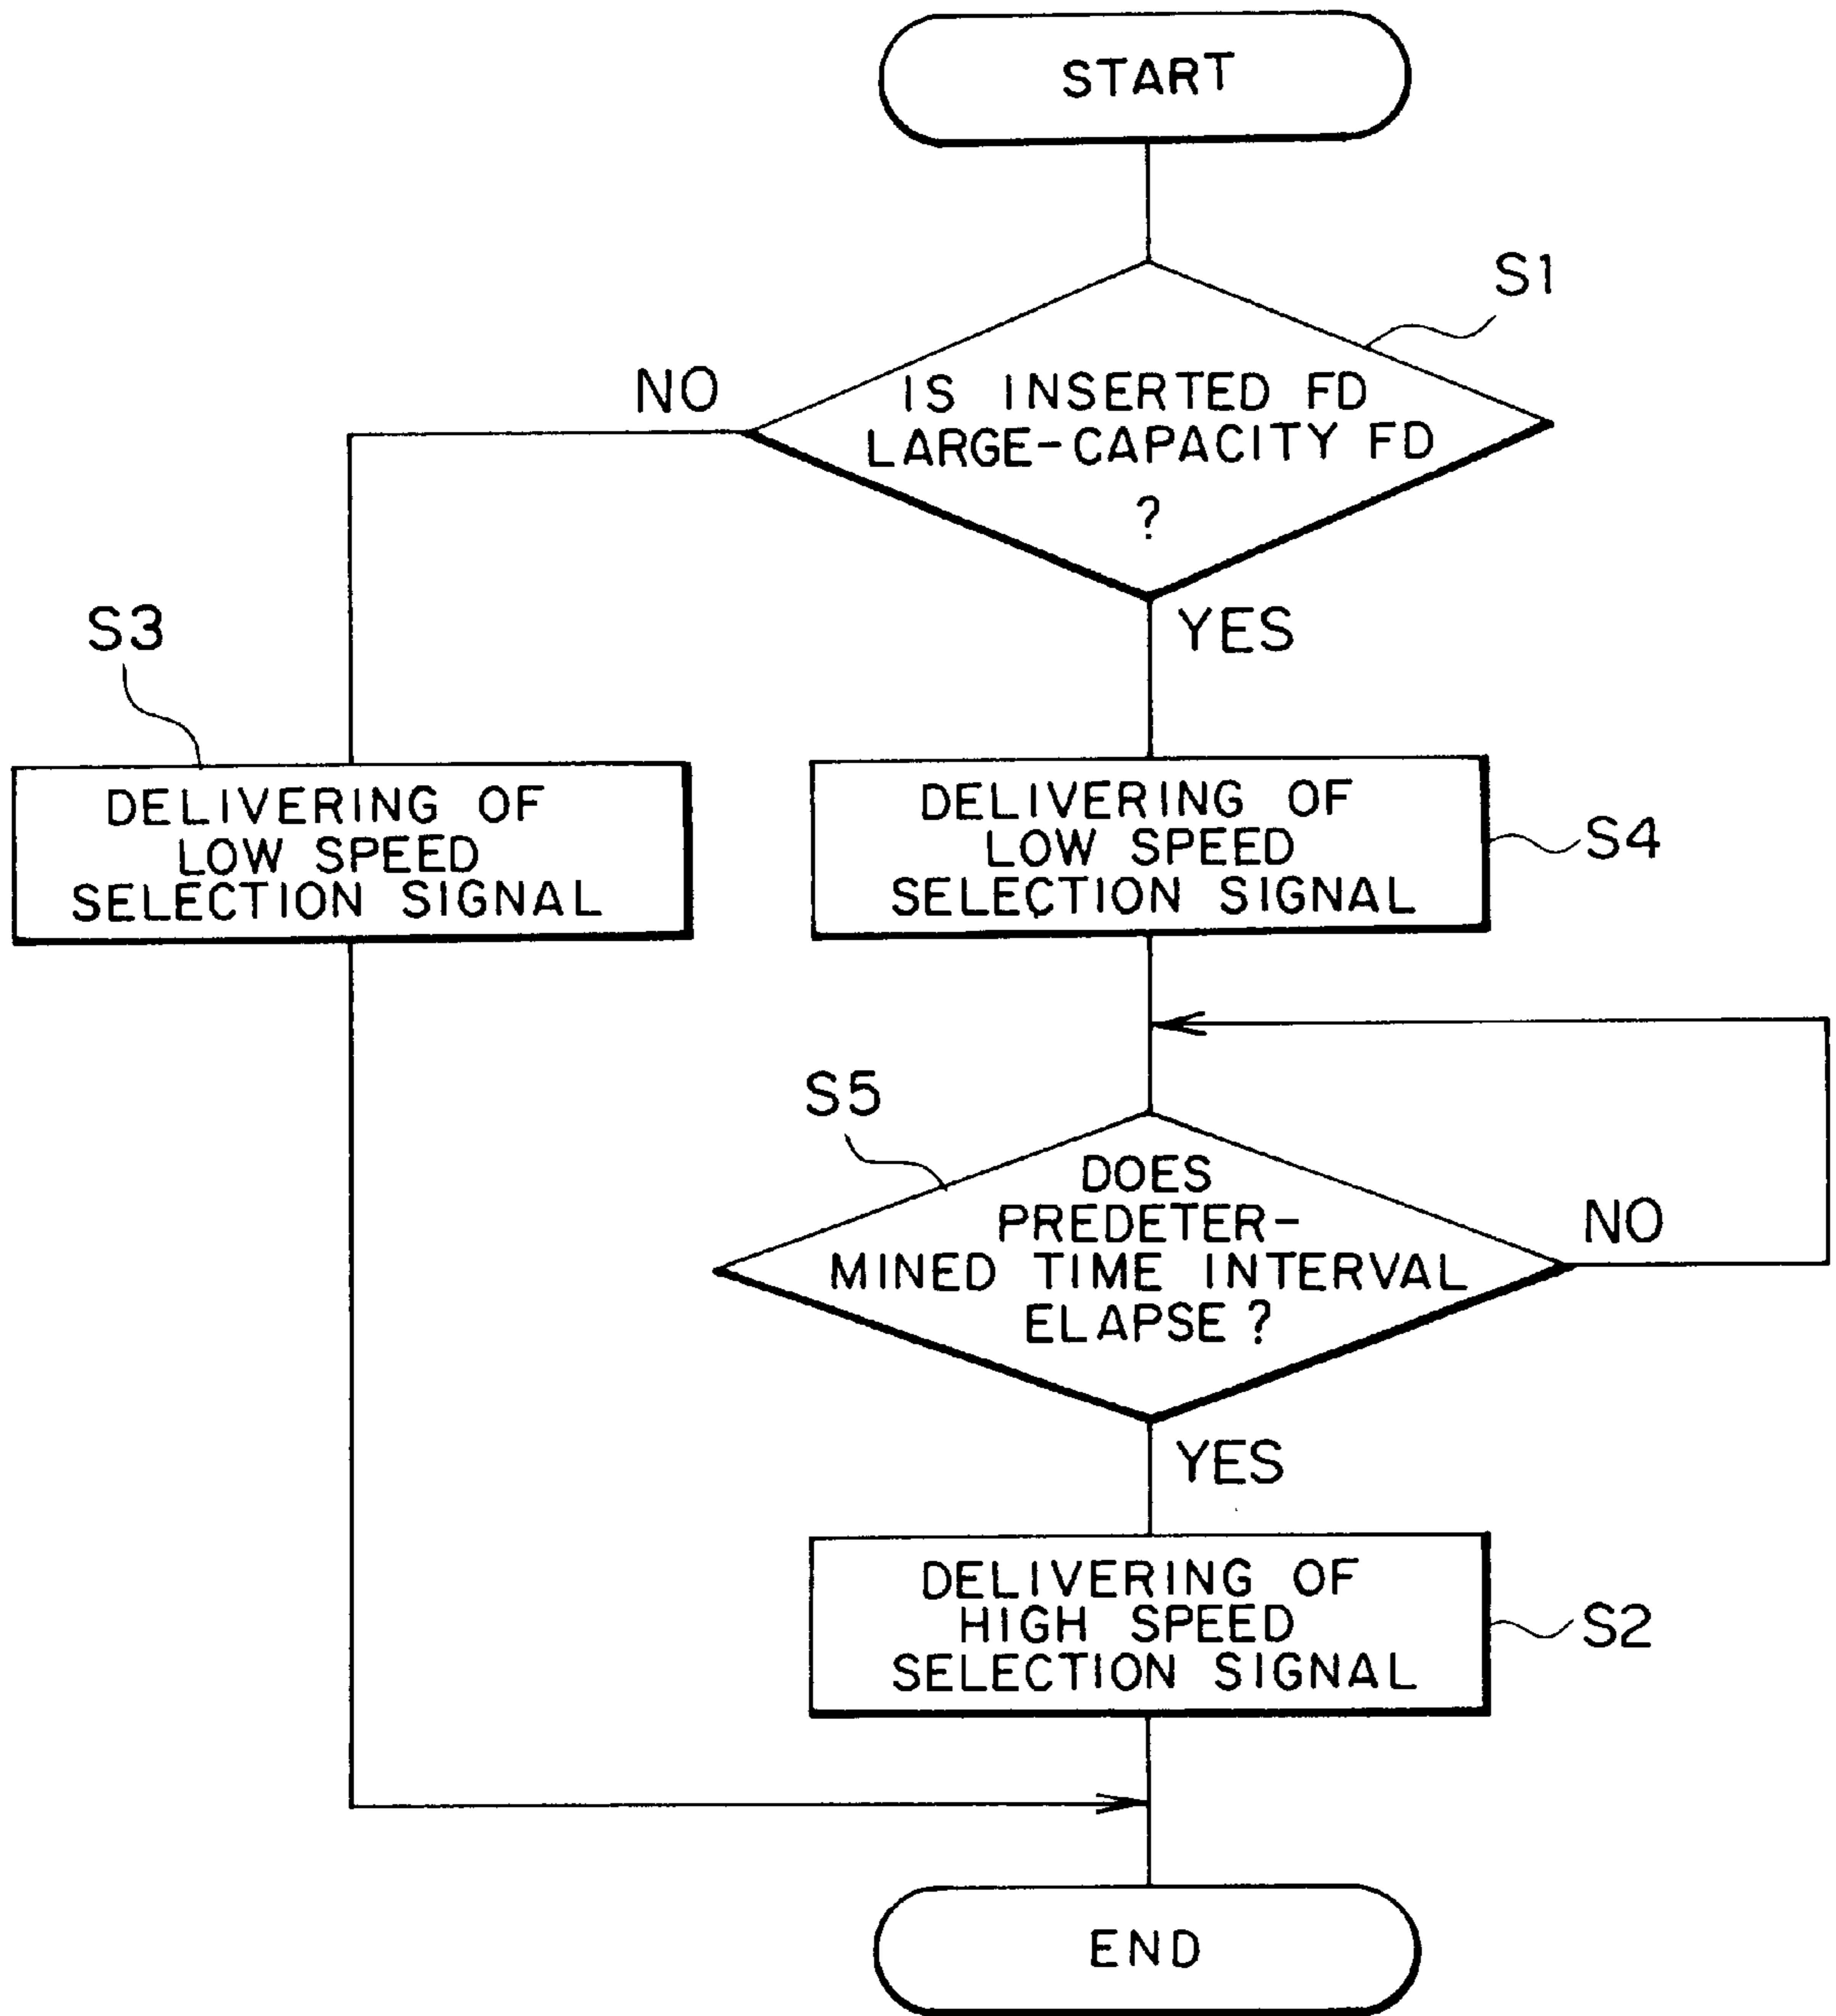 START
S1
NO
IS INSERTED FD
LARGE-CAPACITY FD
?
YES
S3
DELIVERING OF
LOW SPEED
SELECTION SIGNAL
DELIVERING OF
LOW SPEED
SELECTION SIGNAL
S4
S5
DOES
PREDETER-
MINED TIME INTERVAL
ELAPSE ?
NO
YES
DELIVERING OF
HIGH SPEED
SELECTION SIGNAL
S2
END